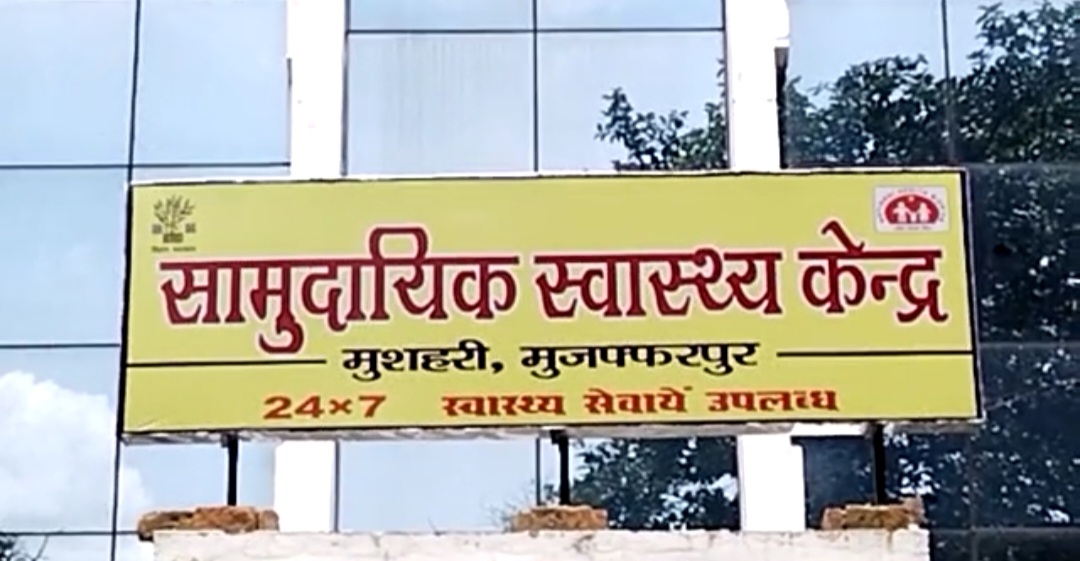 सामुदायिक स्वास्थ्य केन्द्र
मुशहरी, मुजफ्फरपुर
24×7 स्वास्थ्य सेवायें उपलब्ध